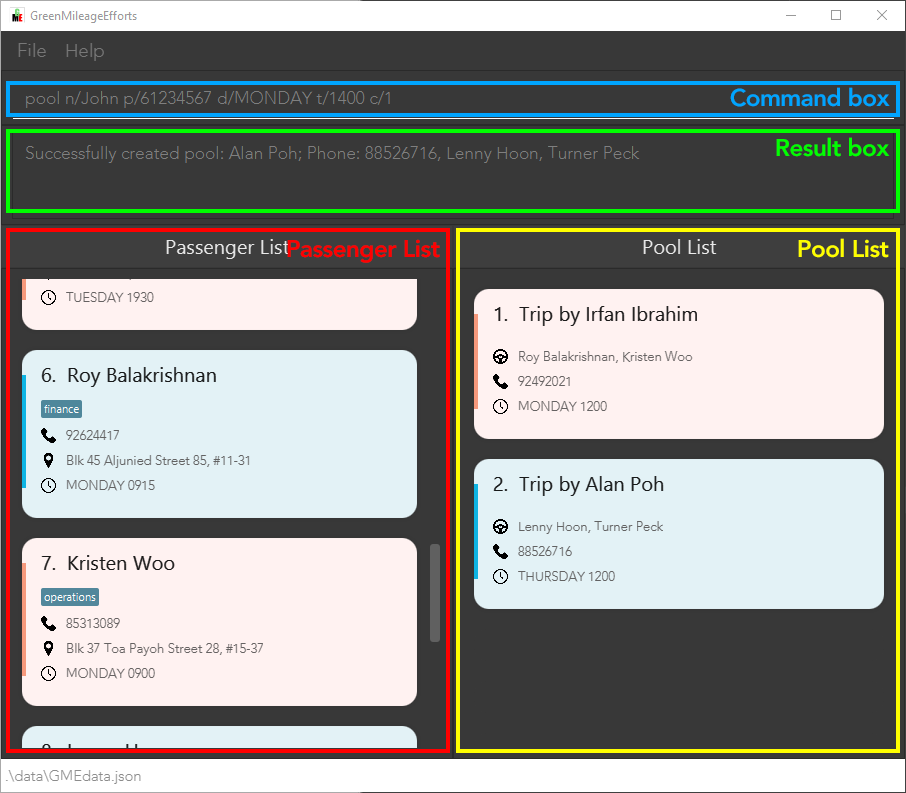 GreenMileageEfforts
File Help
pool n/John p/61234567 d/MONDAY t/1400 c/1
Command box
Successfully created pool: Alan Poh; Phone: 88526716, Lenny Hoon, Turner Peck
Result box
Passenger List
Passenger List
TUESDAY 1930
6. Roy Balakrishnan
finance
92624417
Blk 45 Aljunied Street 85, #11-31
MONDAY 0915
7. Kristen Woo
operations
85313089
Blk 37 Toa Payoh Street 28, #15-37
MONDAY 0900
Pool List
Pool List
1. Trip by Irfan Ibrahim
Roy Balakrishnan, Kristen Woo
92492021
MONDAY 1200
2. Trip by Alan Poh
Lenny Hoon, Turner Peck
88526716
THURSDAY 1200
.\data\GMEdata.json